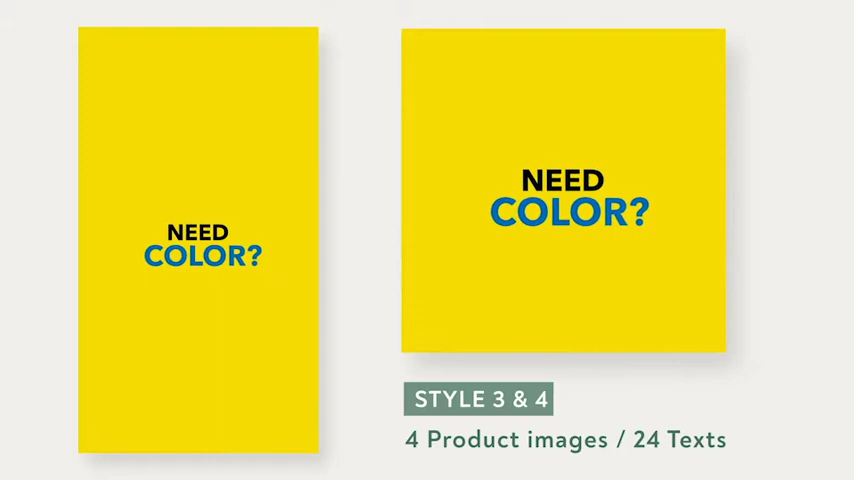 NEED
COLOR?
NEED
COLOR?
STYLE 3 & 4
4 Product images / 24 Texts